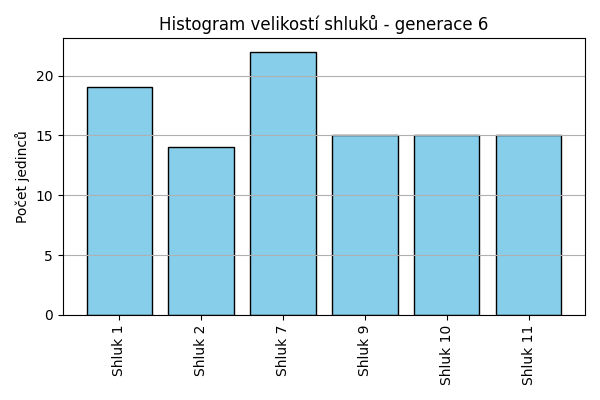 Histogram velikostí shluků - generace 6
Počet jedinců
20
15
10
5
0
Shluk 1
Shluk 2
Shluk 7
Shluk 9
Shluk 10
Shluk 11